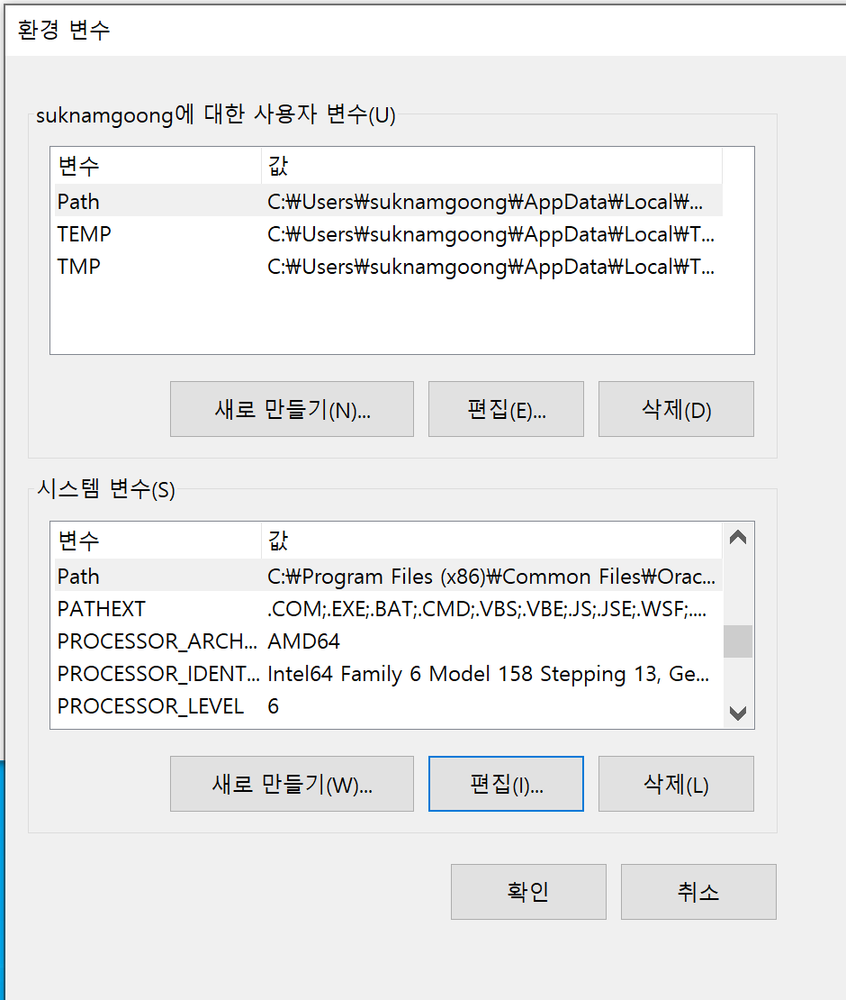 환경 변수
suknamgoong에 대한 사용자 변수(U)
변수 값
Path C:₩Users₩suknamgoong₩AppData₩Local₩...
TEMP C:₩Users₩suknamgoong₩AppData₩Local₩T...
TMP C:₩Users₩suknamgoong₩AppData₩Local₩T...
새로 만들기(N)... 편집(E)... 삭제(D)
시스템 변수(S)
변수 값
Path C:₩Program Files (x86)₩Common Files₩Orac...
PATHEXT .COM;.EXE;.BAT;.CMD;.VBS;.VBE;.JS;.JSE;.WSF;....
PROCESSOR_ARCH... AMD64
PROCESSOR_IDENT... Intel64 Family 6 Model 158 Stepping 13, Ge...
PROCESSOR_LEVEL 6
새로 만들기(W)... 편집(I)... 삭제(L)
확인 취소